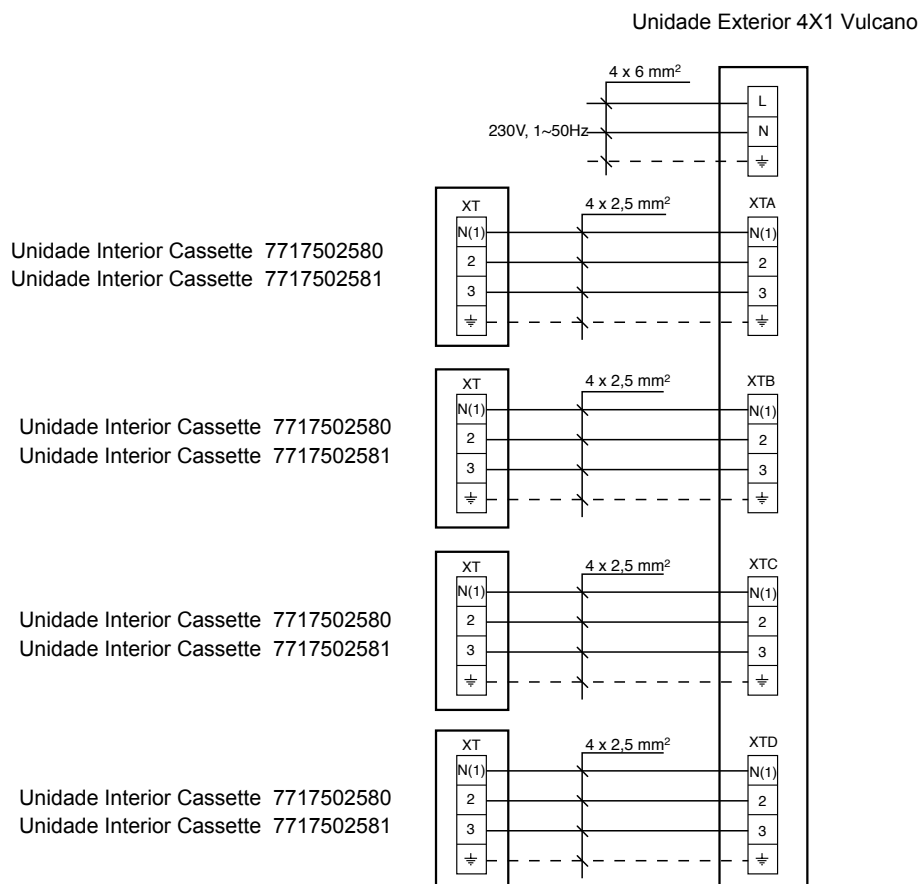 Unidade Exterior 4X1 Vulcano
4 x 6 mm²
L
230V, 1~50Hz
N
XT
4 x 2,5 mm²
XTA
N(1)
N(1)
Unidade Interior Cassette 7717502580
2
2
Unidade Interior Cassette 7717502581
3
3
XT
4 x 2,5 mm²
XTB
N(1)
N(1)
Unidade Interior Cassette 7717502580
2
2
Unidade Interior Cassette 7717502581
3
3
XT
4 x 2,5 mm²
XTC
N(1)
N(1)
Unidade Interior Cassette 7717502580
2
2
Unidade Interior Cassette 7717502581
3
3
XT
4 x 2,5 mm²
XTD
N(1)
N(1)
Unidade Interior Cassette 7717502580
2
2
Unidade Interior Cassette 7717502581
3
3